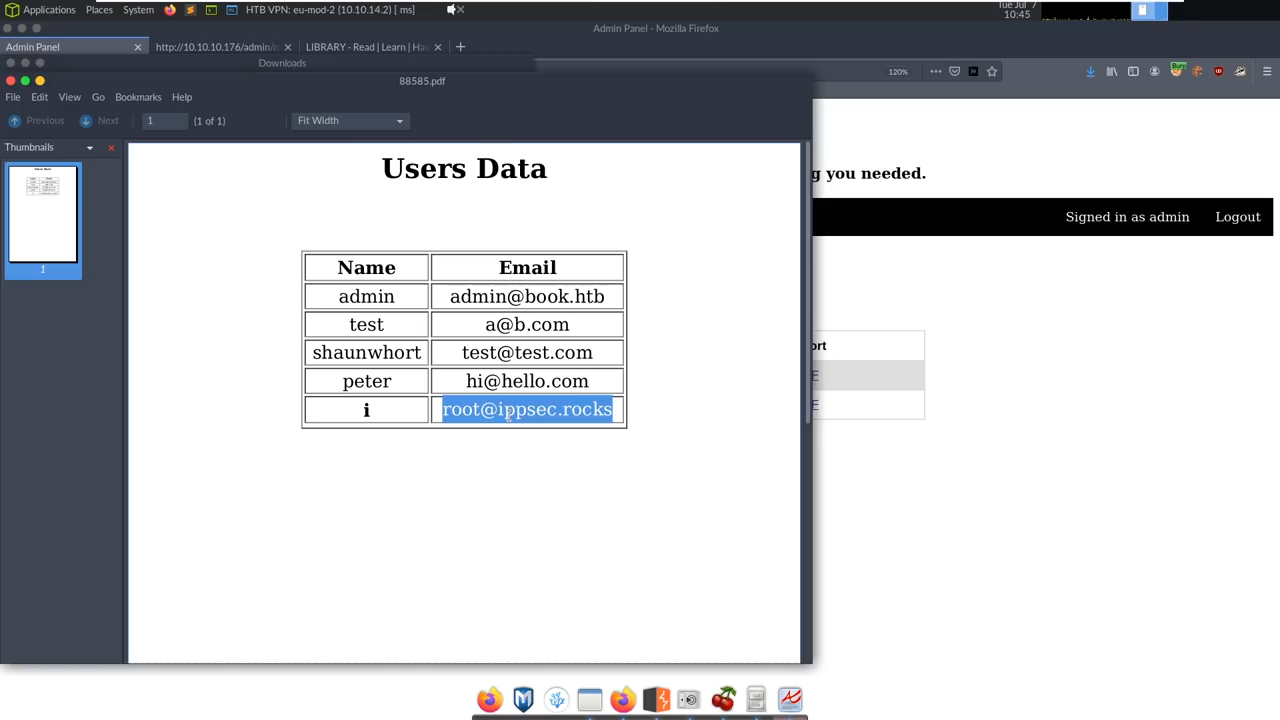 Applications Places System HTB VPN: eu-mod-2 (10.10.14.2) [ ms] Tue Jul 7
10:45
Admin Panel - Mozilla Firefox
Admin Panel × http://10.10.10.176/admin/ × LIBRARY - Read | Learn | Ha × +
Downloads
120%
Burp
88585.pdf
File Edit View Go Bookmarks Help
Previous Next 1 (1 of 1) Fit Width
Thumbnails
1
Users Data
Name Email
admin admin@book.htb
test a@b.com
shaunwhort test@test.com
peter hi@hello.com
i root@ippsec.rocks
g you needed.
Signed in as admin Logout
ort